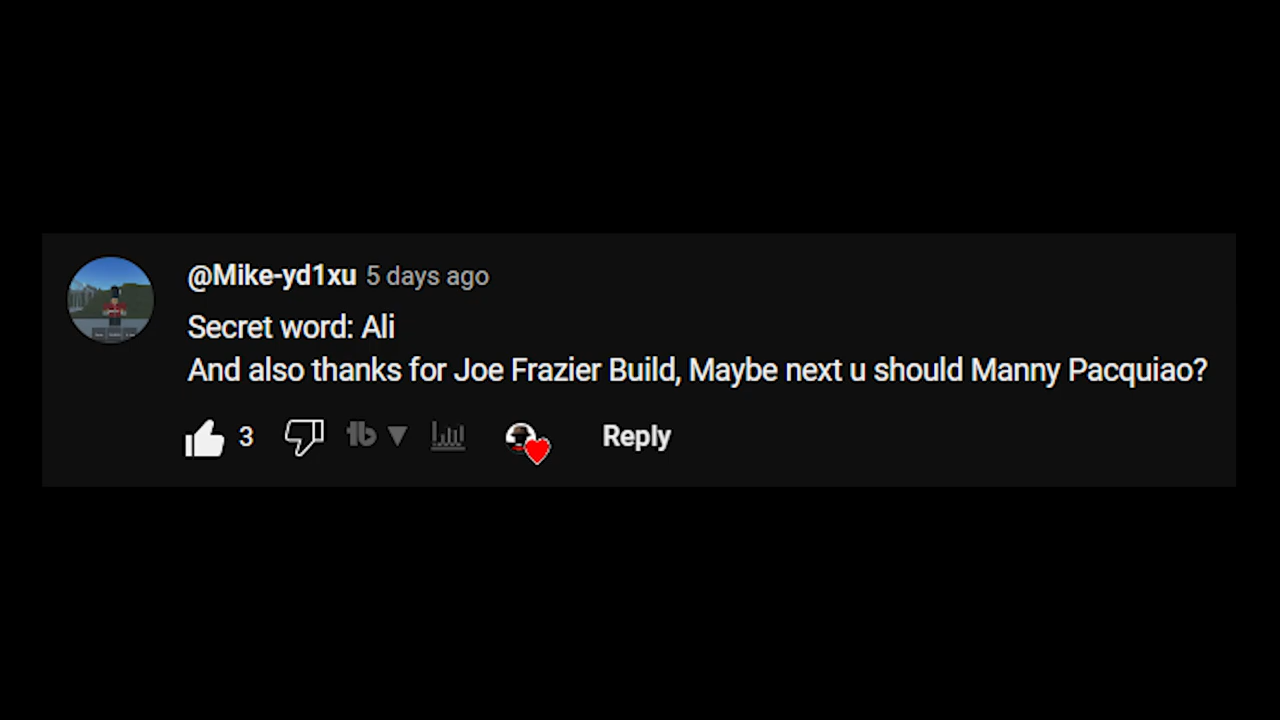 @Mike-yd1xu 5 days ago
Secret word: Ali
And also thanks for Joe Frazier Build, Maybe next u should Manny Pacquiao?
3 Reply